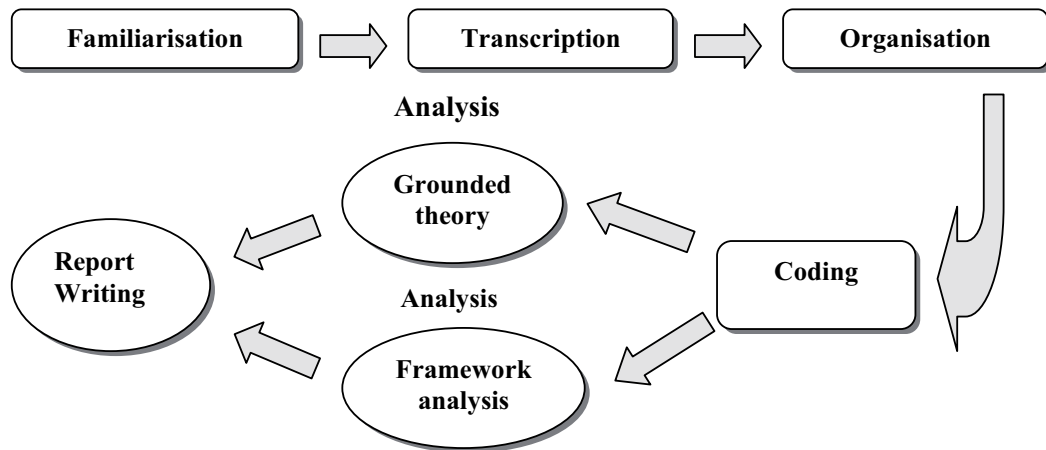 Familiarisation
Transcription
Organisation
Analysis
Grounded
theory
Coding
Report
Writing
Analysis
Framework
analysis